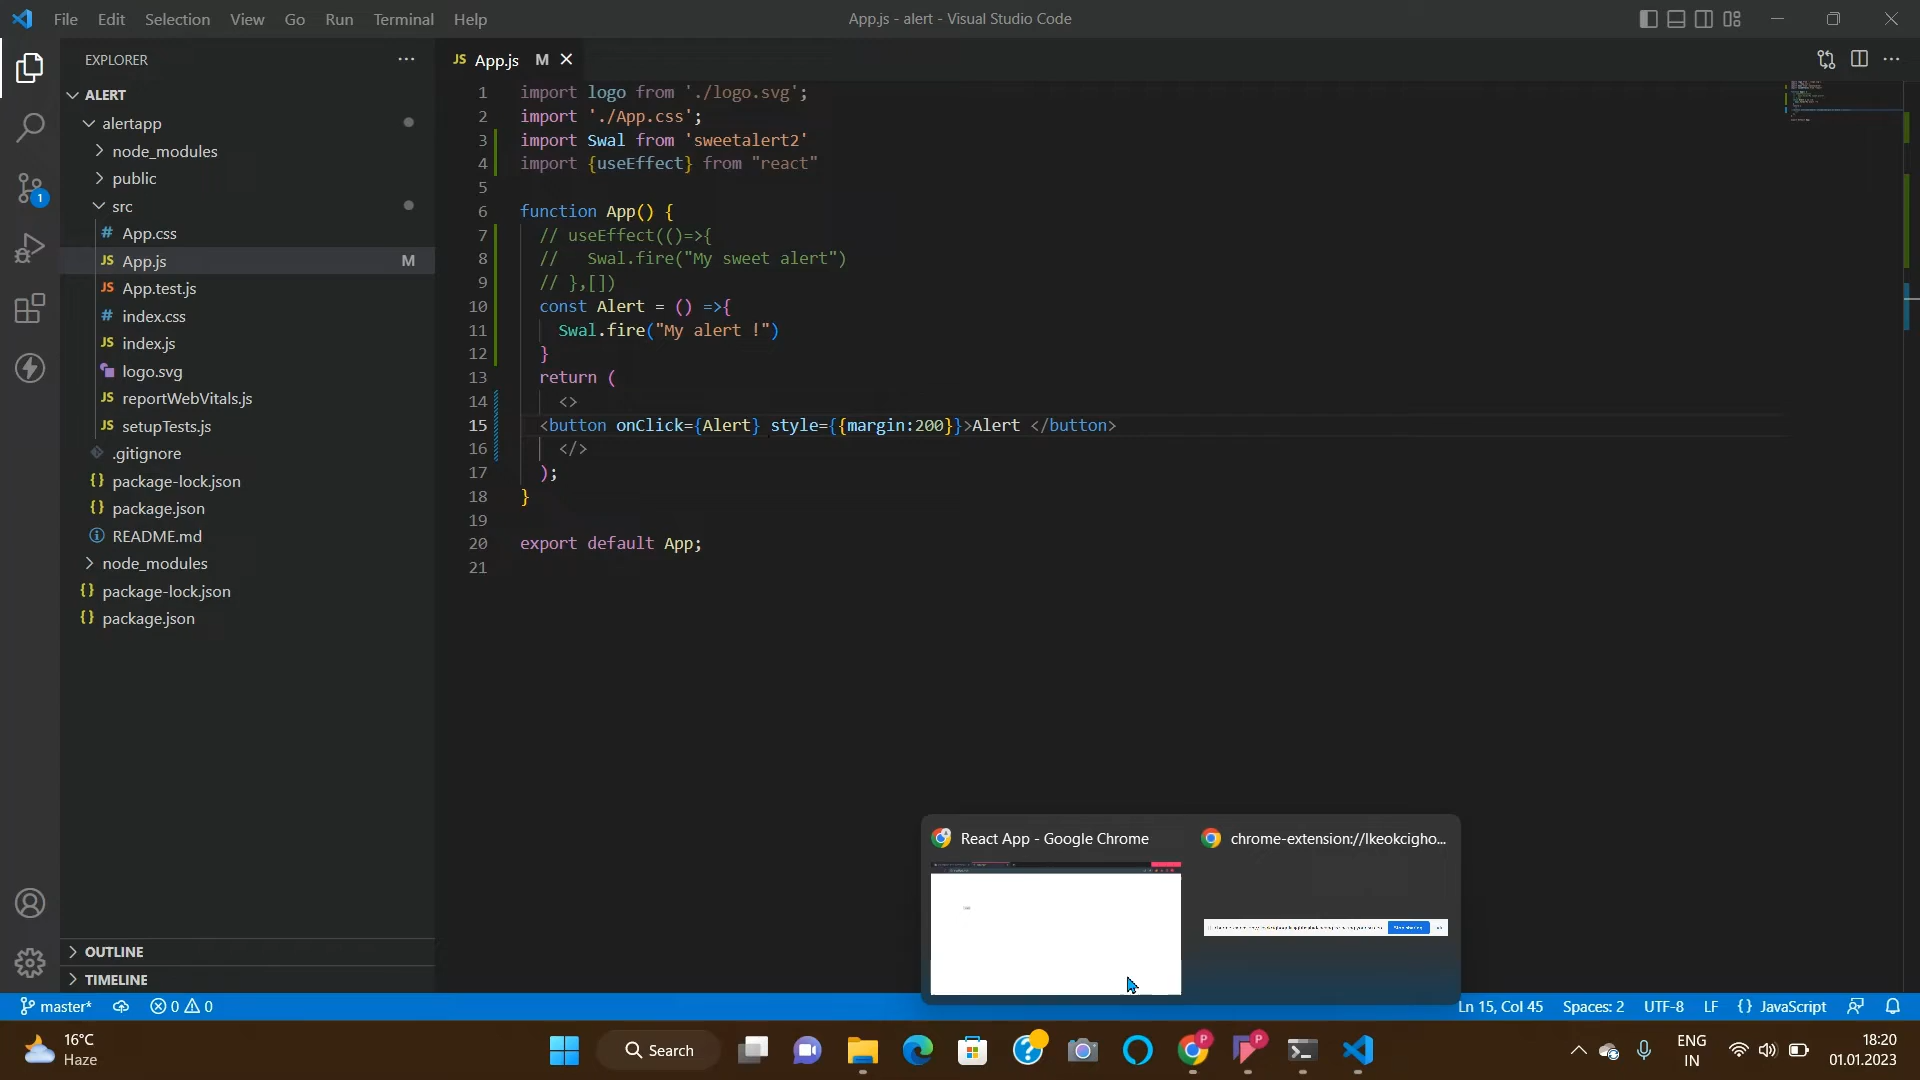 File Edit Selection View Go Run Terminal Help
App.js - alert - Visual Studio Code
EXPLORER
ALERT
alertapp
node_modules
public
src
# App.css
JS App.js M
JS App.test.js
# index.css
JS index.js
logo.svg
JS reportWebVitals.js
JS setupTests.js
.gitignore
{} package-lock.json
{} package.json
README.md
node_modules
{} package-lock.json
{} package.json
OUTLINE
TIMELINE
JS App.js M
1 import logo from './logo.svg';
2 import './App.css';
3 import Swal from 'sweetalert2'
4 import {useEffect} from "react"
5
6 function App() {
7 // useEffect(()=>{
8 // Swal.fire("My sweet alert")
9 // },[])
10 const Alert = () =>{
11 Swal.fire("My alert !")
12 }
13 return (
14 <>
15 <button onClick={Alert} style={{margin:200}}>Alert </button>
16 </>
17 );
18 }
19
20 export default App;
21
React App - Google Chrome
chrome-extension://lkeokcigho...
master* 0 0
Ln 15, Col 45 Spaces: 2 UTF-8 LF {} JavaScript
16°C
Haze
Search
ENG
IN
18:20
01.01.2023